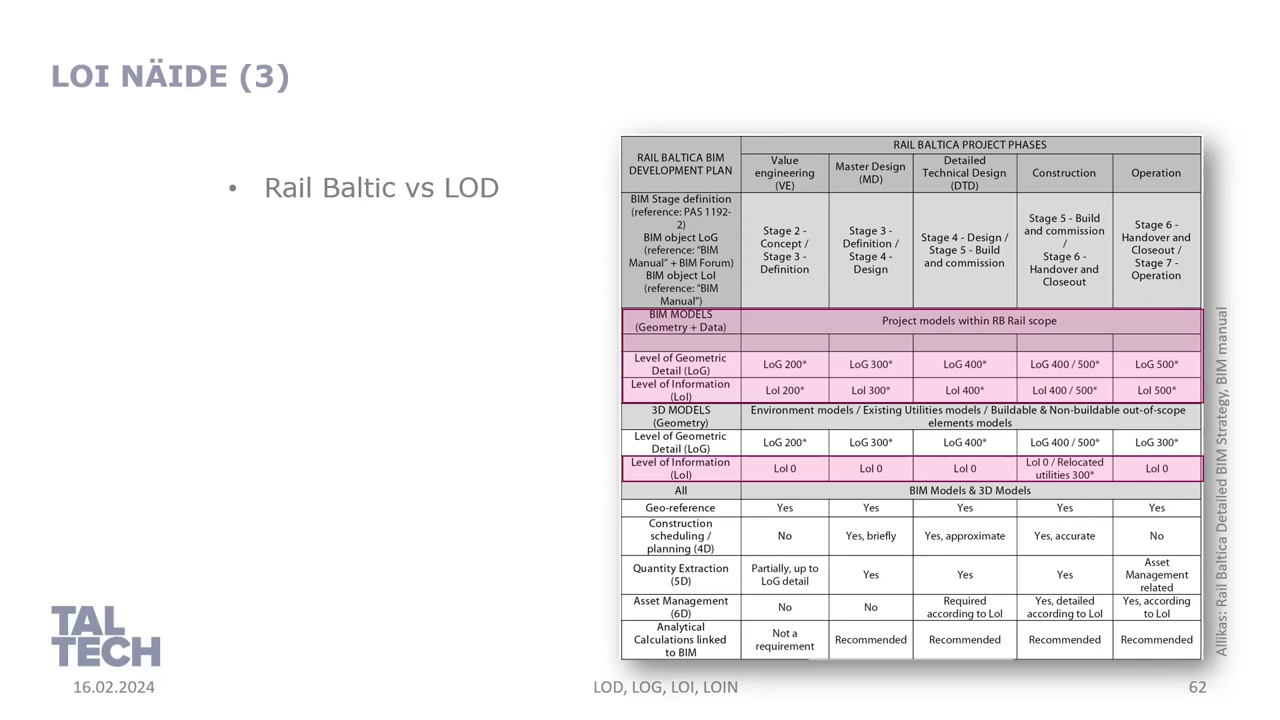 LOI NÄIDE (3)
• Rail Baltic vs LOD
RAIL BALTICA BIM
DEVELOPMENT PLAN
RAIL BALTICA PROJECT PHASES
Value
engineering
(VE)
Master Design
(MD)
Detailed
Technical Design
(DTD)
Construction
Operation
BIM Stage definition
(reference: PAS 1192-
2)
BIM object LoG
(reference: "BIM
Manual" + BIM Forum)
BIM object LoI
(reference: "BIM
Manual")
Stage 2 -
Concept /
Stage 3 -
Definition
Stage 3 -
Definition /
Stage 4 -
Design
Stage 4 - Design /
Stage 5 - Build
and commission
Stage 5 - Build
and commission
/
Stage 6 -
Handover and
Closeout
Stage 6 -
Handover and
Closeout /
Stage 7 -
Operation
BIM MODELS
(Geometry + Data)
Project models within RB Rail scope
Level of Geometric
Detail (LoG)
LoG 200*
LoG 300*
LoG 400*
LoG 400 / 500*
LoG 500*
Level of Information
(LoI)
LoI 200*
LoI 300*
LoI 400*
LoI 400 / 500*
LoI 500*
3D MODELS
(Geometry)
Environment models / Existing Utilities models / Buildable & Non-buildable out-of-scope
elements models
Level of Geometric
Detail (LoG)
LoG 200*
LoG 300*
LoG 400*
LoG 400 / 500*
LoG 300*
Level of Information
(LoI)
LoI 0
LoI 0
LoI 0
LoI 0 / Relocated
utilities 300*
LoI 0
All
BIM Models & 3D Models
Geo-reference
Yes
Yes
Yes
Yes
Yes
Construction
scheduling /
planning (4D)
No
Yes, briefly
Yes, approximate
Yes, accurate
No
Quantity Extraction
(5D)
Partially, up to
LoG detail
Yes
Yes
Yes
Asset
Management
related
Asset Management
(6D)
No
No
Required
according to LoI
Yes, detailed
according to LoI
Yes, according
to LoI
Analytical
Calculations linked
to BIM
Not a
requirement
Recommended
Recommended
Recommended
Recommended
Allikas: Rail Baltica Detailed BIM Strategy, BIM manual
TAL
TECH
16.02.2024
LOD, LOG, LOI, LOIN
62